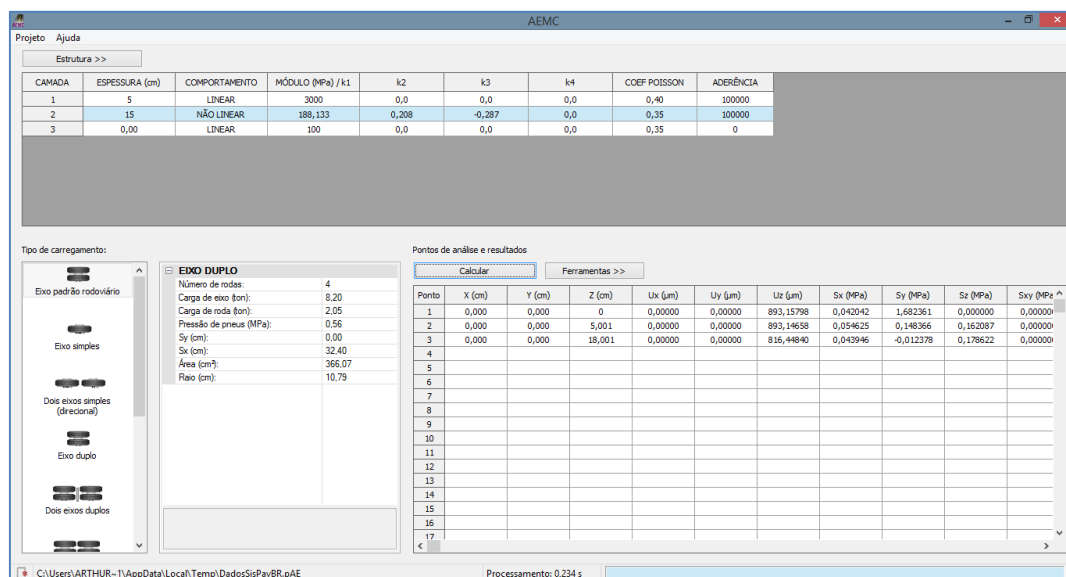 AEMC
AEMC
Projeto Ajuda
Estrutura >>
CAMADA ESPESSURA (cm) COMPORTAMENTO MÓDULO (MPa) / k1 k2 k3 k4 COEF POISSON ADERÊNCIA
1 5 LINEAR 3000 0,0 0,0 0,0 0,40 100000
2 15 NÃO LINEAR 188,133 0,208 -0,287 0,0 0,35 100000
3 0,00 LINEAR 100 0,0 0,0 0,0 0,35 0
Tipo de carregamento:
Eixo padrão rodoviário
Eixo simples
Dois eixos simples
(direcional)
Eixo duplo
Dois eixos duplos
EIXO DUPLO
Número de rodas: 4
Carga de eixo (ton): 8,20
Carga de roda (ton): 2,05
Pressão de pneus (MPa): 0,56
Sy (cm): 0,00
Sx (cm): 32,40
Área (cm²): 366,07
Raio (cm): 10,79
Pontos de análise e resultados
Calcular Ferramentas >>
Ponto X (cm) Y (cm) Z (cm) Ux (µm) Uy (µm) Uz (µm) Sx (MPa) Sy (MPa) Sz (MPa) Sxy (MPa
1 0,000 0,000 0 0,00000 0,00000 893,15798 0,042042 1,682361 0,000000 0,00000
2 0,000 0,000 5,001 0,00000 0,00000 893,14658 0,054625 0,148366 0,162087 0,00000
3 0,000 0,000 18,001 0,00000 0,00000 816,44840 0,043946 -0,012378 0,178622 0,00000
4
5
6
7
8
9
10
11
12
13
14
15
16
17
C:\Users\ARTHUR~1\AppData\Local\Temp\DadosSisPavBR.pAE Processamento: 0,234 s